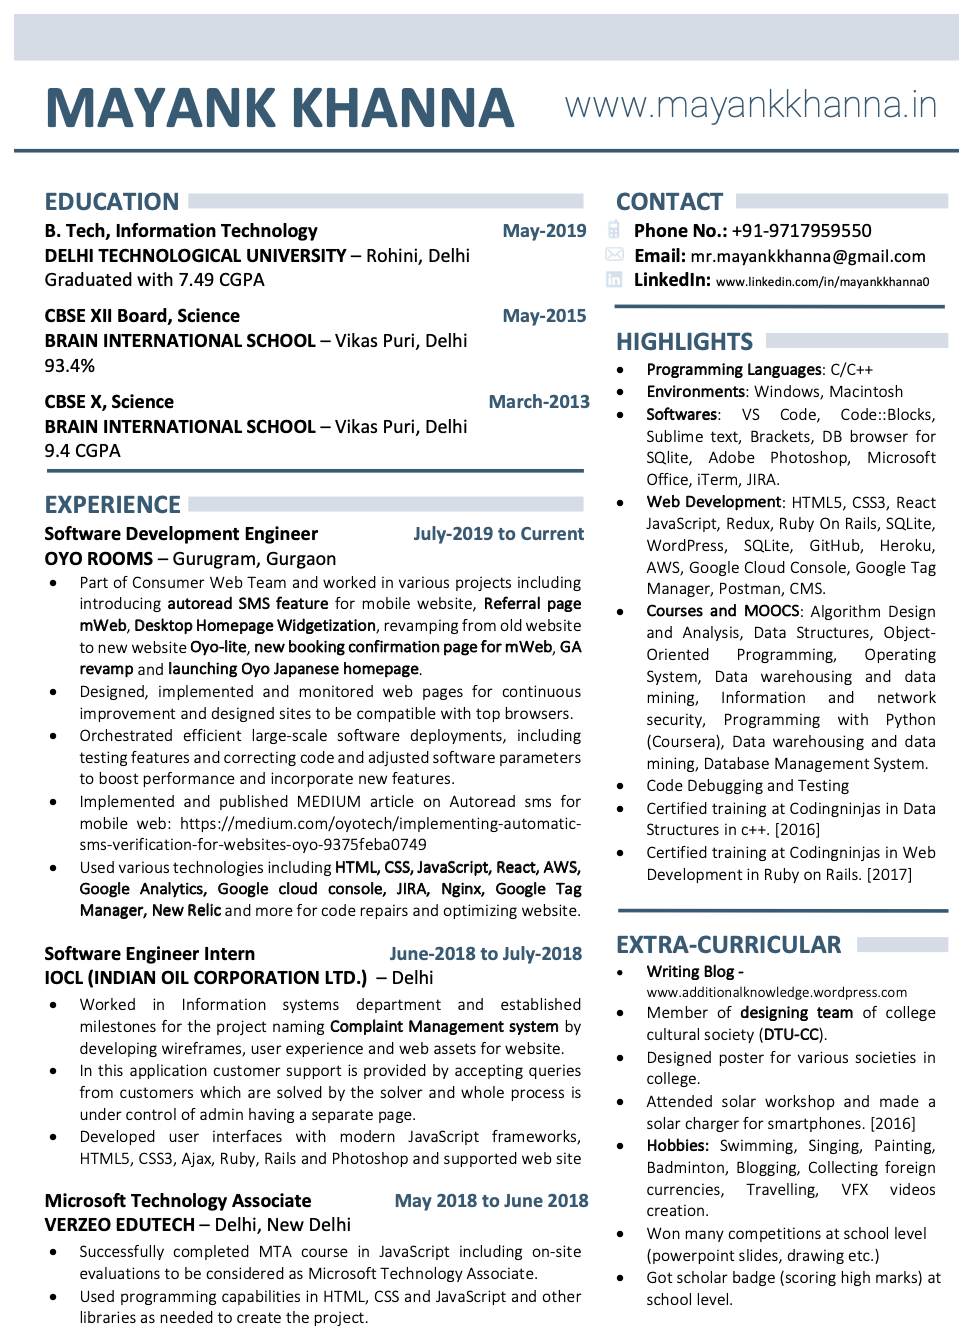 MAYANK KHANNA
www.mayankkhanna.in
EDUCATION
B. Tech, Information Technology May-2019
DELHI TECHNOLOGICAL UNIVERSITY – Rohini, Delhi
Graduated with 7.49 CGPA
CBSE XII Board, Science May-2015
BRAIN INTERNATIONAL SCHOOL – Vikas Puri, Delhi
93.4%
CBSE X, Science March-2013
BRAIN INTERNATIONAL SCHOOL – Vikas Puri, Delhi
9.4 CGPA
EXPERIENCE
Software Development Engineer July-2019 to Current
OYO ROOMS – Gurugram, Gurgaon
• Part of Consumer Web Team and worked in various projects including
introducing autoread SMS feature for mobile website, Referral page
mWeb, Desktop Homepage Widgetization, revamping from old website
to new website Oyo-lite, new booking confirmation page for mWeb, GA
revamp and launching Oyo Japanese homepage.
• Designed, implemented and monitored web pages for continuous
improvement and designed sites to be compatible with top browsers.
• Orchestrated efficient large-scale software deployments, including
testing features and correcting code and adjusted software parameters
to boost performance and incorporate new features.
• Implemented and published MEDIUM article on Autoread sms for
mobile web: https://medium.com/oyotech/implementing-automatic-
sms-verification-for-websites-oyo-9375feba0749
• Used various technologies including HTML, CSS, JavaScript, React, AWS,
Google Analytics, Google cloud console, JIRA, Nginx, Google Tag
Manager, New Relic and more for code repairs and optimizing website.
Software Engineer Intern June-2018 to July-2018
IOCL (INDIAN OIL CORPORATION LTD.) – Delhi
• Worked in Information systems department and established
milestones for the project naming Complaint Management system by
developing wireframes, user experience and web assets for website.
• In this application customer support is provided by accepting queries
from customers which are solved by the solver and whole process is
under control of admin having a separate page.
• Developed user interfaces with modern JavaScript frameworks,
HTML5, CSS3, Ajax, Ruby, Rails and Photoshop and supported web site
Microsoft Technology Associate May 2018 to June 2018
VERZEO EDUTECH – Delhi, New Delhi
• Successfully completed MTA course in JavaScript including on-site
evaluations to be considered as Microsoft Technology Associate.
• Used programming capabilities in HTML, CSS and JavaScript and other
libraries as needed to create the project.
CONTACT
Phone No.: +91-9717959550
Email: mr.mayankkhanna@gmail.com
in LinkedIn: www.linkedin.com/in/mayankkhanna0
HIGHLIGHTS
• Programming Languages: C/C++
• Environments: Windows, Macintosh
• Softwares: VS Code, Code::Blocks,
Sublime text, Brackets, DB browser for
SQlite, Adobe Photoshop, Microsoft
Office, iTerm, JIRA.
• Web Development: HTML5, CSS3, React
JavaScript, Redux, Ruby On Rails, SQLite,
WordPress, SQLite, GitHub, Heroku,
AWS, Google Cloud Console, Google Tag
Manager, Postman, CMS.
• Courses and MOOCS: Algorithm Design
and Analysis, Data Structures, Object-
Oriented Programming, Operating
System, Data warehousing and data
mining, Information and network
security, Programming with Python
(Coursera), Data warehousing and data
mining, Database Management System.
• Code Debugging and Testing
• Certified training at Codingninjas in Data
Structures in c++. [2016]
• Certified training at Codingninjas in Web
Development in Ruby on Rails. [2017]
EXTRA-CURRICULAR
• Writing Blog -
www.additionalknowledge.wordpress.com
• Member of designing team of college
cultural society (DTU-CC).
• Designed poster for various societies in
college.
• Attended solar workshop and made a
solar charger for smartphones. [2016]
• Hobbies: Swimming, Singing, Painting,
Badminton, Blogging, Collecting foreign
currencies, Travelling, VFX videos
creation.
• Won many competitions at school level
(powerpoint slides, drawing etc.)
• Got scholar badge (scoring high marks) at
school level.